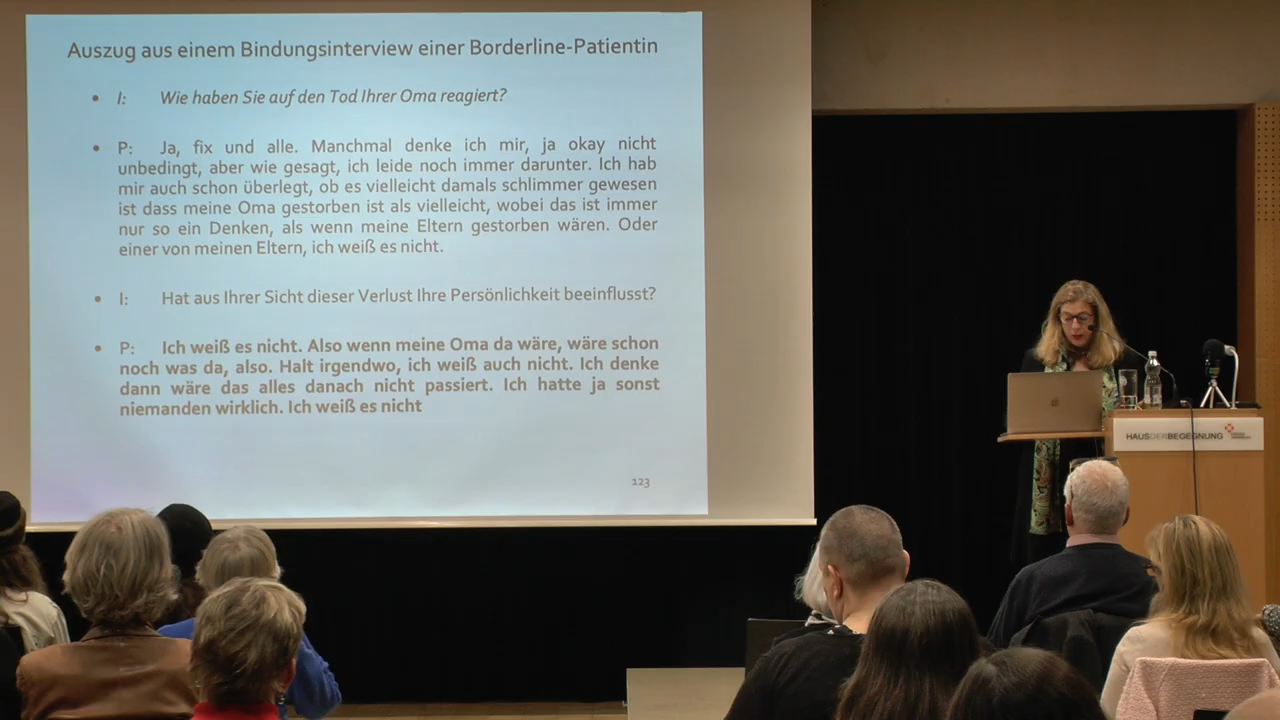 Auszug aus einem Bindungsinterview einer Borderline-Patientin
• I: Wie haben Sie auf den Tod Ihrer Oma reagiert?
• P: Ja, fix und alle. Manchmal denke ich mir, ja okay nicht
unbedingt, aber wie gesagt, ich leide noch immer darunter. Ich hab
mir auch schon überlegt, ob es vielleicht damals schlimmer gewesen
ist dass meine Oma gestorben ist als vielleicht, wobei das ist immer
nur so ein Denken, als wenn meine Eltern gestorben wären. Oder
einer von meinen Eltern, ich weiß es nicht.
• I: Hat aus Ihrer Sicht dieser Verlust Ihre Persönlichkeit beeinflusst?
• P: Ich weiß es nicht. Also wenn meine Oma da wäre, wäre schon
noch was da, also. Halt irgendwo, ich weiß auch nicht. Ich denke
dann wäre das alles danach nicht passiert. Ich hatte ja sonst
niemanden wirklich. Ich weiß es nicht
123
HAUSDERBEGEGNUNG